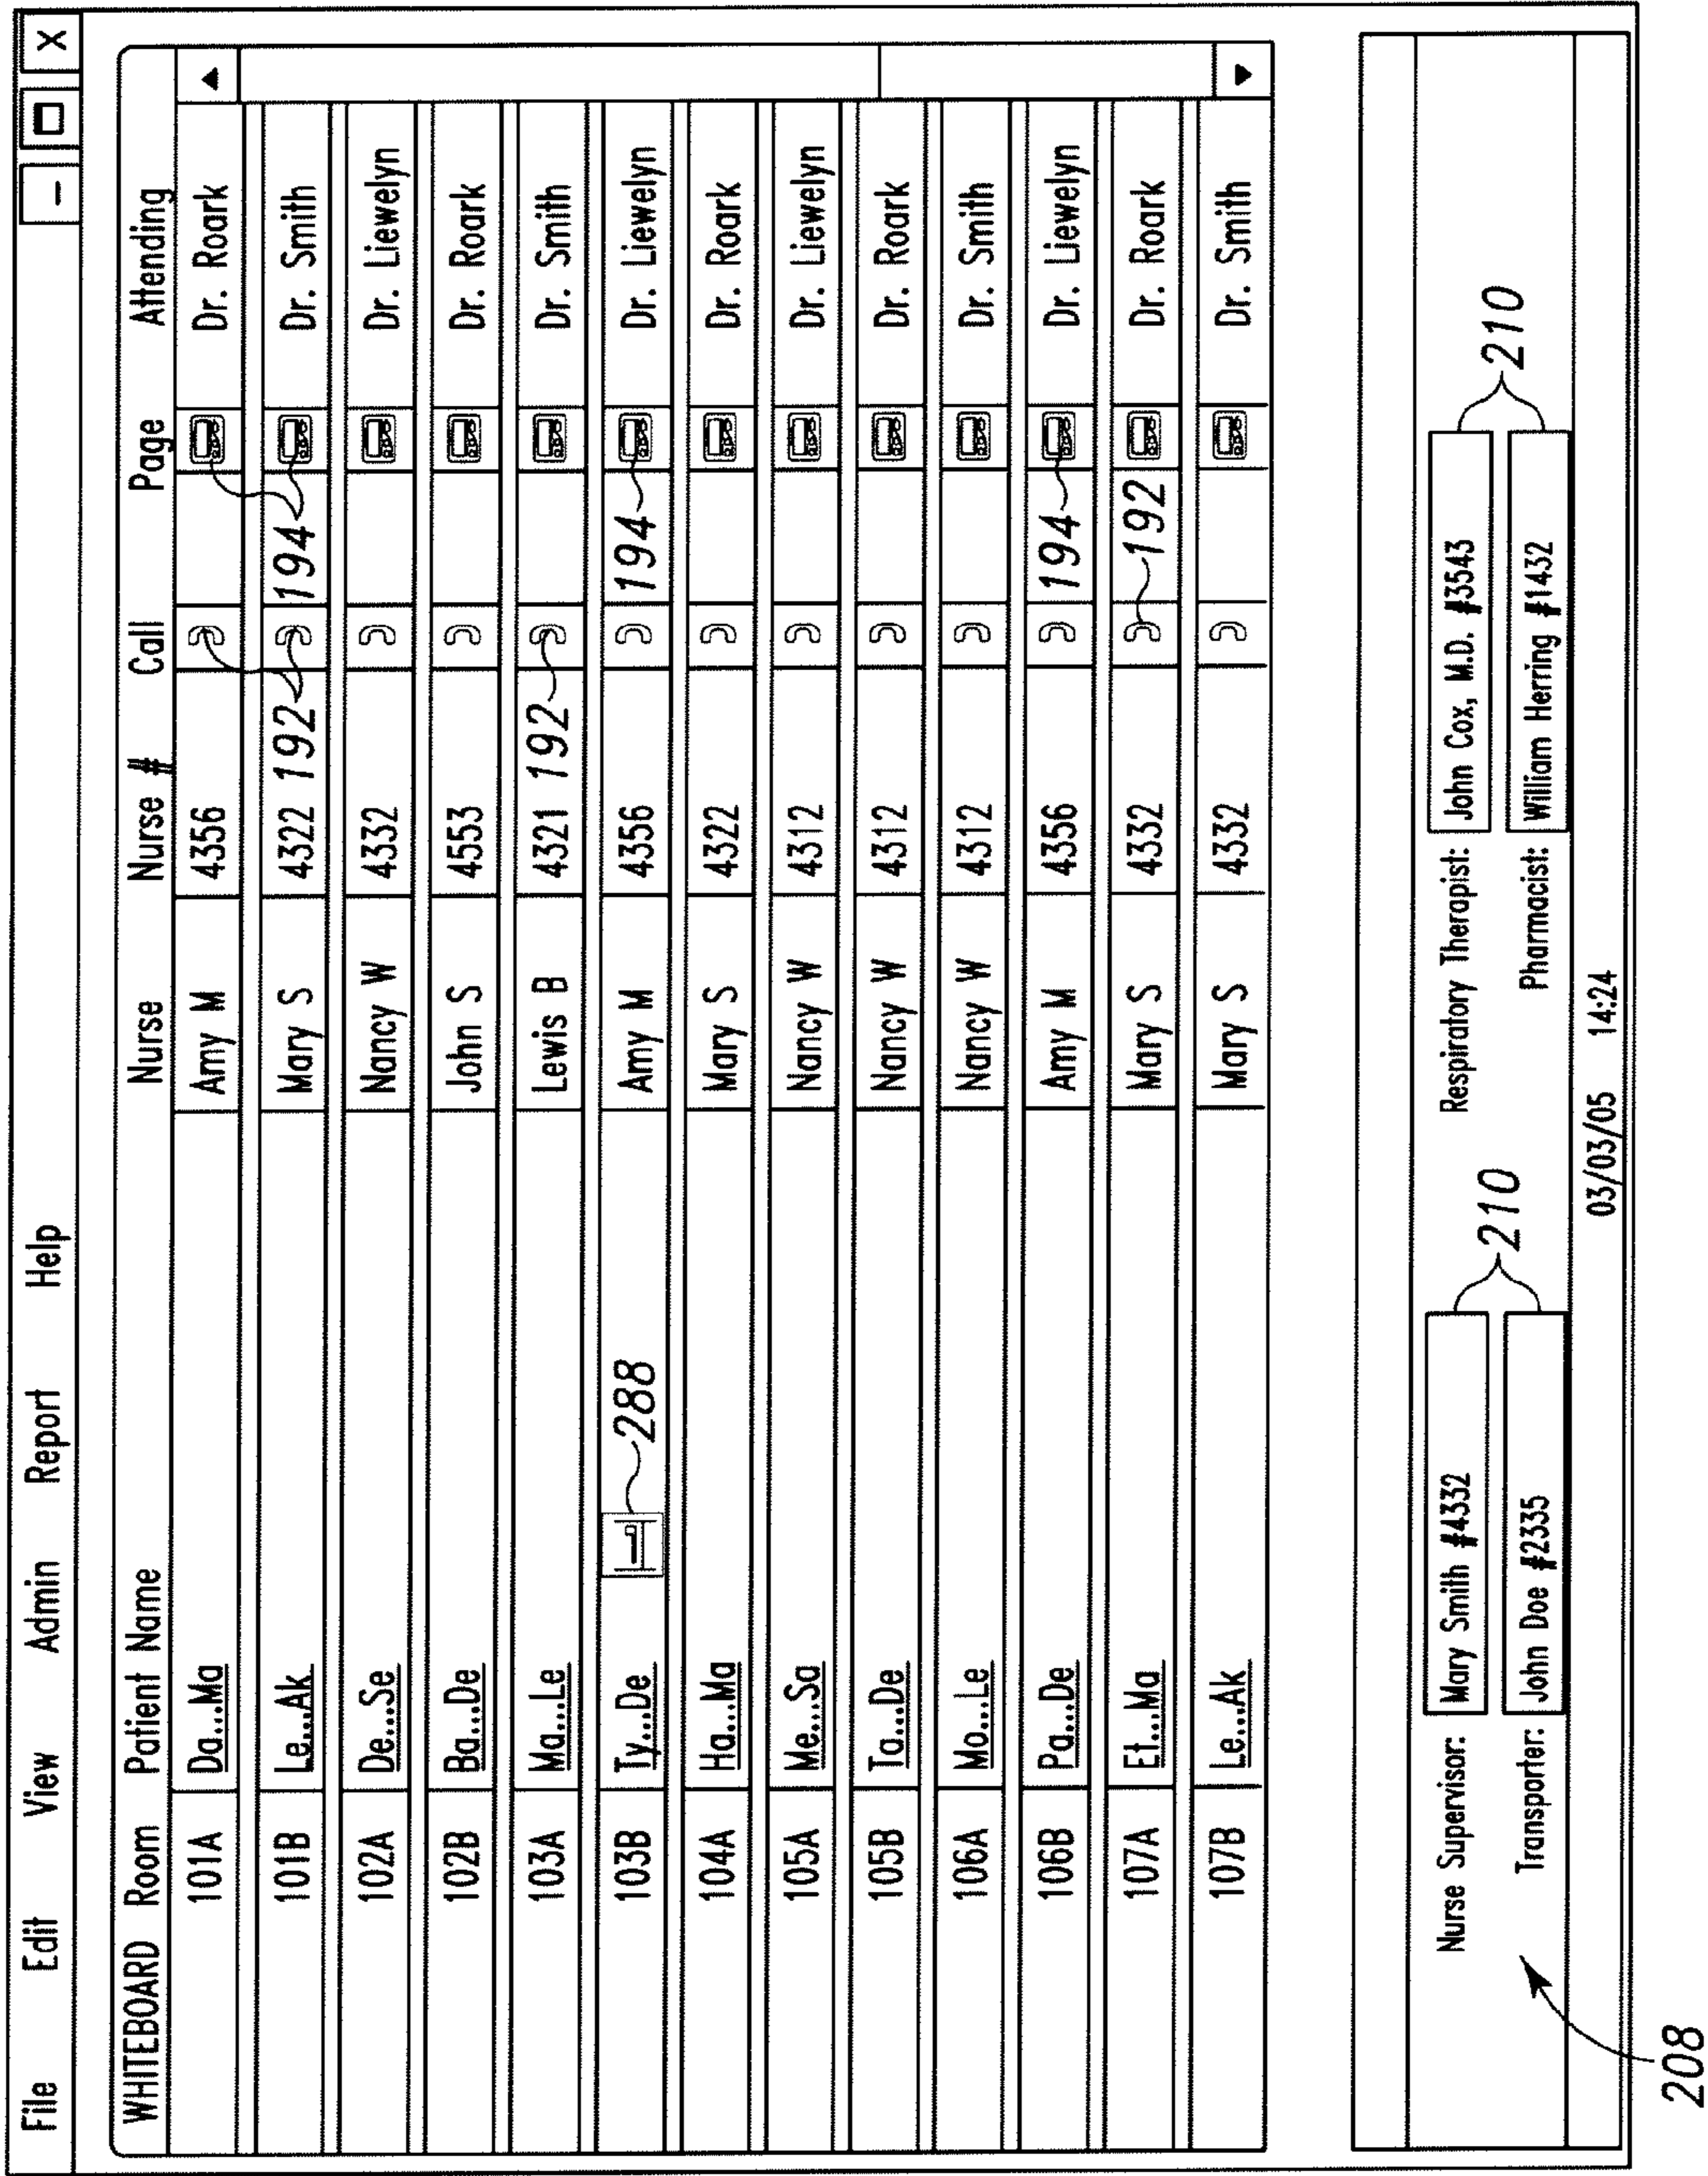 File Edit View Admin Report Help – X
WHITEBOARD Room Patient Name Nurse Nurse # Call Page Attending
101A Da...Ma Amy M 4356 Dr. Roark
101B Le...Ak Mary S 4322 192 194 Dr. Smith
102A De...Se Nancy W 4332 Dr. Liewelyn
102B Ba...De John S 4553 Dr. Roark
103A Ma...Le Lewis B 4321 192 Dr. Smith
103B Ty...De 288 Amy M 4356 194 Dr. Liewelyn
104A Ha...Ma Mary S 4322 Dr. Roark
105A Me...Sa Nancy W 4312 Dr. Liewelyn
105B Ta...De Nancy W 4312 Dr. Roark
106A Mo...Le Nancy W 4312 Dr. Smith
106B Pa...De Amy M 4356 194 Dr. Liewelyn
107A Et...Ma Mary S 4332 192 Dr. Roark
107B Le...Ak Mary S 4332 Dr. Smith
Nurse Supervisor: Mary Smith #4332 Respiratory Therapist: John Cox, M.D. #3543
210 210
Transporter: John Doe #2335 Pharmacist: William Herring #1432
03/03/05 14:24
208